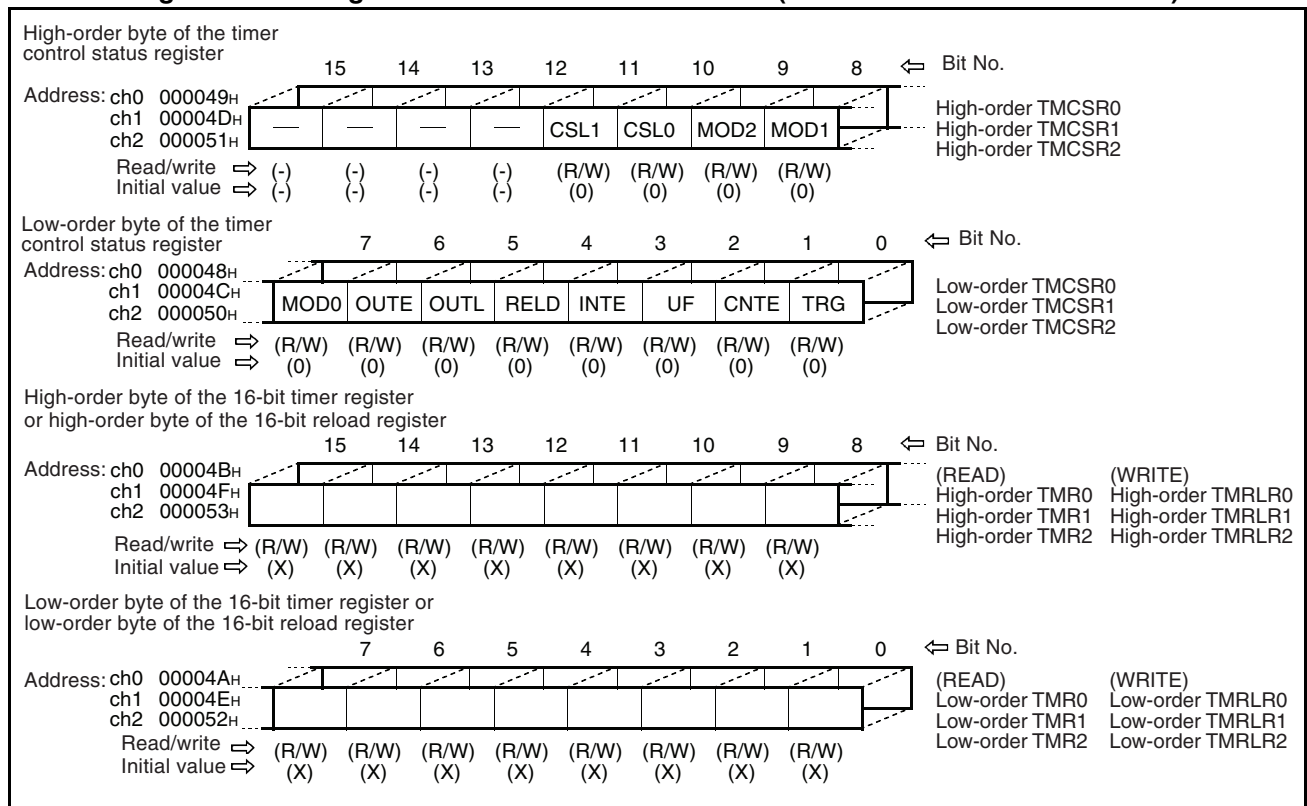 High-order byte of the timer
control status register
15 14 13 12 11 10 9 8 ⇦ Bit No.
Address: ch0 000049H
ch1 00004DH
ch2 000051H
— — — — CSL1 CSL0 MOD2 MOD1
High-order TMCSR0
High-order TMCSR1
High-order TMCSR2
Read/write ⇨ (-) (-) (-) (-) (R/W) (R/W) (R/W) (R/W)
Initial value ⇨ (-) (-) (-) (-) (0) (0) (0) (0)
Low-order byte of the timer
control status register
7 6 5 4 3 2 1 0 ⇦ Bit No.
Address: ch0 000048H
ch1 00004CH
ch2 000050H
MOD0 OUTE OUTL RELD INTE UF CNTE TRG
Low-order TMCSR0
Low-order TMCSR1
Low-order TMCSR2
Read/write ⇨ (R/W) (R/W) (R/W) (R/W) (R/W) (R/W) (R/W) (R/W)
Initial value ⇨ (0) (0) (0) (0) (0) (0) (0) (0)
High-order byte of the 16-bit timer register
or high-order byte of the 16-bit reload register
15 14 13 12 11 10 9 8 ⇦ Bit No.
Address: ch0 00004BH
ch1 00004FH
ch2 000053H
(READ) (WRITE)
High-order TMR0 High-order TMRLR0
High-order TMR1 High-order TMRLR1
High-order TMR2 High-order TMRLR2
Read/write ⇨ (R/W) (R/W) (R/W) (R/W) (R/W) (R/W) (R/W) (R/W)
Initial value ⇨ (X) (X) (X) (X) (X) (X) (X) (X)
Low-order byte of the 16-bit timer register or
low-order byte of the 16-bit reload register
7 6 5 4 3 2 1 0 ⇦ Bit No.
Address: ch0 00004AH
ch1 00004EH
ch2 000052H
(READ) (WRITE)
Low-order TMR0 Low-order TMRLR0
Low-order TMR1 Low-order TMRLR1
Low-order TMR2 Low-order TMRLR2
Read/write ⇨ (R/W) (R/W) (R/W) (R/W) (R/W) (R/W) (R/W) (R/W)
Initial value ⇨ (X) (X) (X) (X) (X) (X) (X) (X)